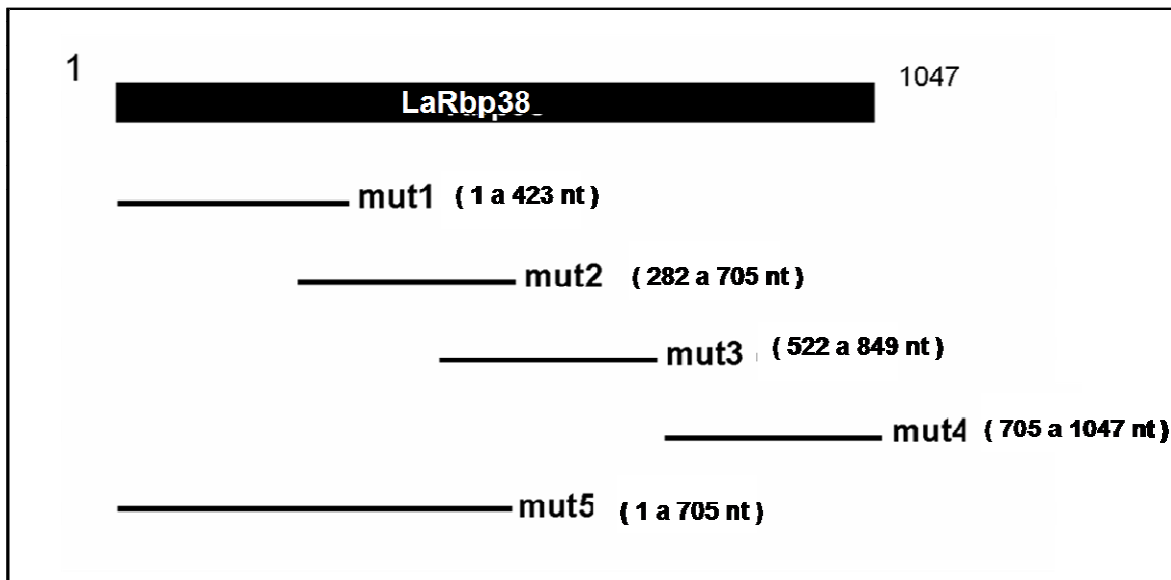 1
1047
LaRbp38
mut1 ( 1 a 423 nt )
mut2 ( 282 a 705 nt )
mut3 ( 522 a 849 nt )
mut4 ( 705 a 1047 nt )
mut5 ( 1 a 705 nt )